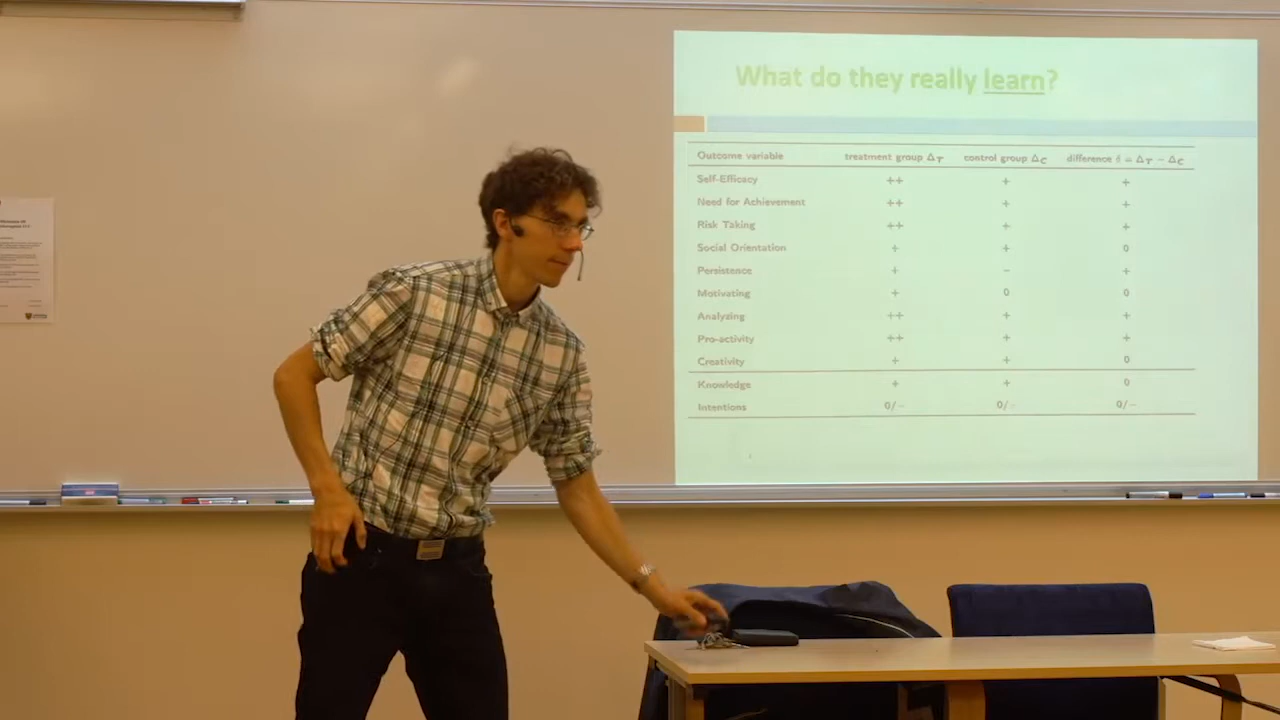 What do they really learn?
Outcome variable treatment group Δ_T control group Δ_C difference δ = Δ_T − Δ_C
Self-Efficacy ++ + +
Need for Achievement ++ + +
Risk Taking ++ + +
Social Orientation + + 0
Persistence + − +
Motivating + 0 0
Analyzing ++ + +
Pro-activity ++ + +
Creativity + + 0
Knowledge + + 0
Intentions 0/− 0/− 0/−